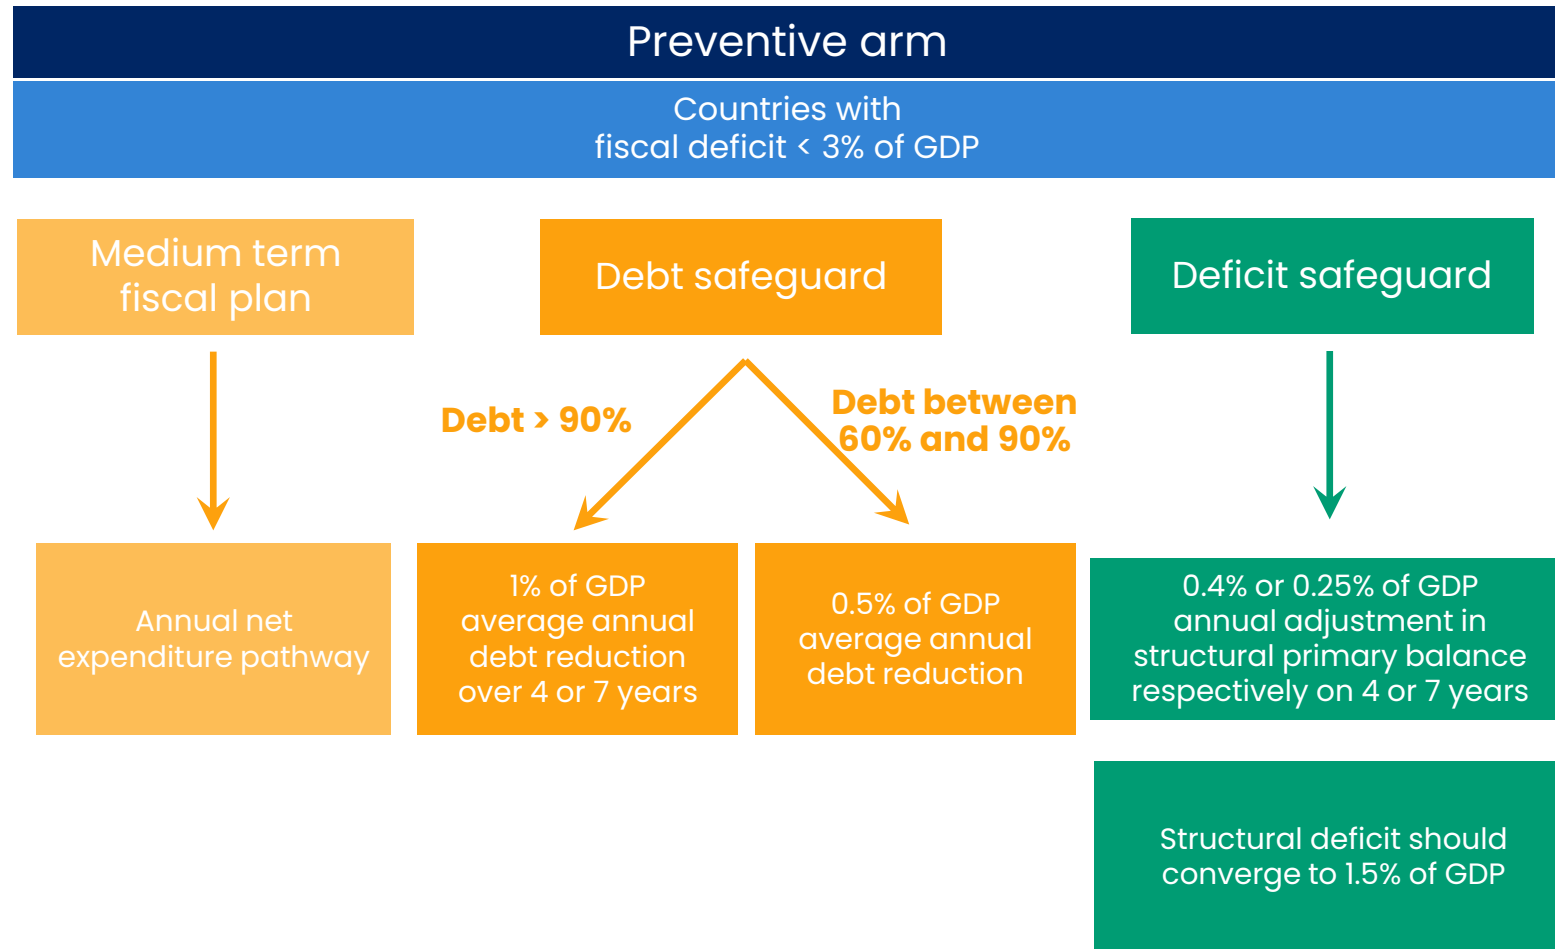 Preventive arm
Countries with
fiscal deficit < 3% of GDP
Medium term
fiscal plan
Debt safeguard
Deficit safeguard
Debt > 90%
Debt between
60% and 90%
Annual net
expenditure pathway
1% of GDP
average annual
debt reduction
over 4 or 7 years
0.5% of GDP
average annual
debt reduction
0.4% or 0.25% of GDP
annual adjustment in
structural primary balance
respectively on 4 or 7 years
Structural deficit should
converge to 1.5% of GDP